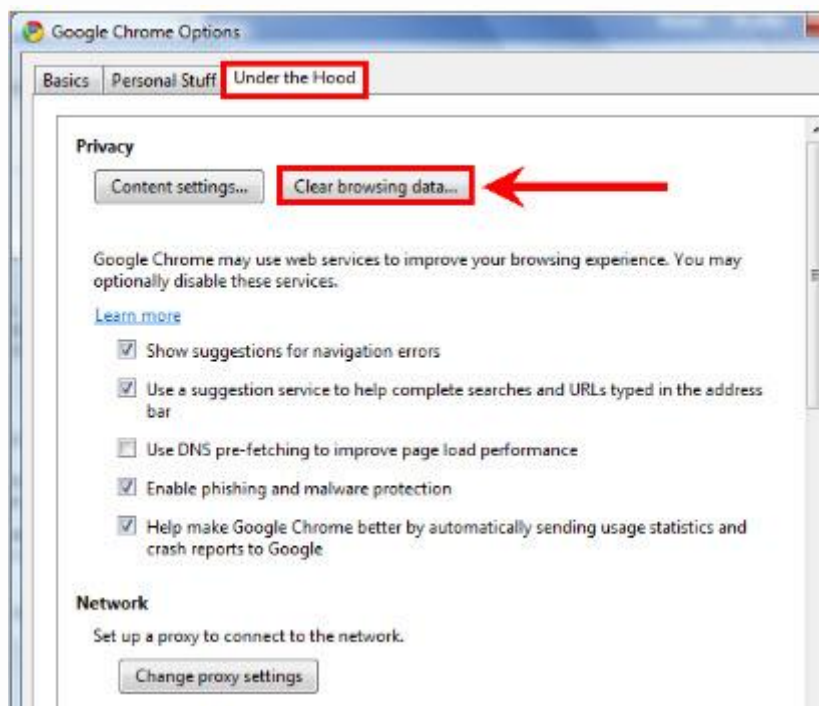 Google Chrome Options
Basics Personal Stuff Under the Hood
Privacy
Content settings... Clear browsing data...
Google Chrome may use web services to improve your browsing experience. You may
optionally disable these services.
Learn more
Show suggestions for navigation errors
Use a suggestion service to help complete searches and URLs typed in the address
bar
Use DNS pre-fetching to improve page load performance
Enable phishing and malware protection
Help make Google Chrome better by automatically sending usage statistics and
crash reports to Google
Network
Set up a proxy to connect to the network.
Change proxy settings